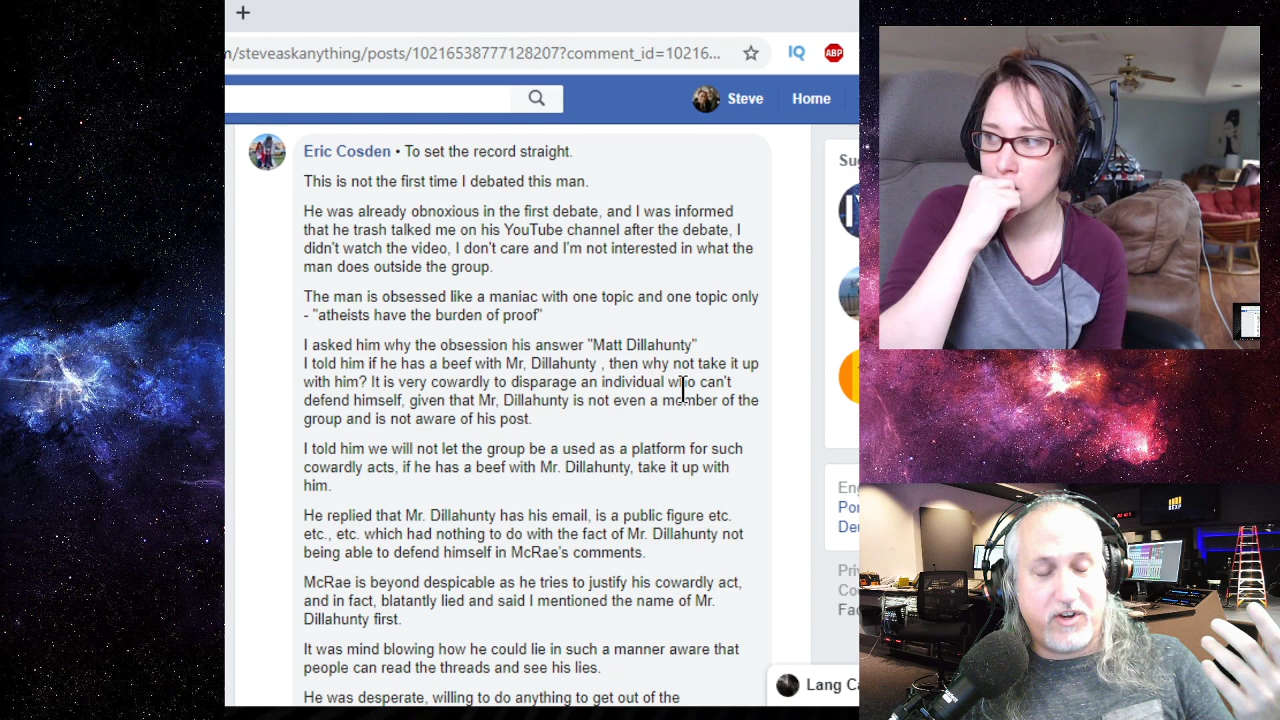 +
/steveaskanything/posts/10216538777128207?comment_id=10216...
IQ
ABP
Steve Home
Eric Cosden • To set the record straight.
This is not the first time I debated this man.
He was already obnoxious in the first debate, and I was informed
that he trash talked me on his YouTube channel after the debate, I
didn't watch the video, I don't care and I'm not interested in what the
man does outside the group.
The man is obsessed like a maniac with one topic and one topic only
- "atheists have the burden of proof"
I asked him why the obsession his answer "Matt Dillahunty"
I told him if he has a beef with Mr, Dillahunty , then why not take it up
with him? It is very cowardly to disparage an individual who can't
defend himself, given that Mr, Dillahunty is not even a member of the
group and is not aware of his post.
I told him we will not let the group be a used as a platform for such
cowardly acts, if he has a beef with Mr. Dillahunty, take it up with
him.
He replied that Mr. Dillahunty has his email, is a public figure etc.
etc., etc. which had nothing to do with the fact of Mr. Dillahunty not
being able to defend himself in McRae's comments.
McRae is beyond despicable as he tries to justify his cowardly act,
and in fact, blatantly lied and said I mentioned the name of Mr.
Dillahunty first.
It was mind blowing how he could lie in such a manner aware that
people can read the threads and see his lies.
He was desperate, willing to do anything to get out of the
Su
Eng
Por
Deu
Priv
Co
Fac
Lang Ca